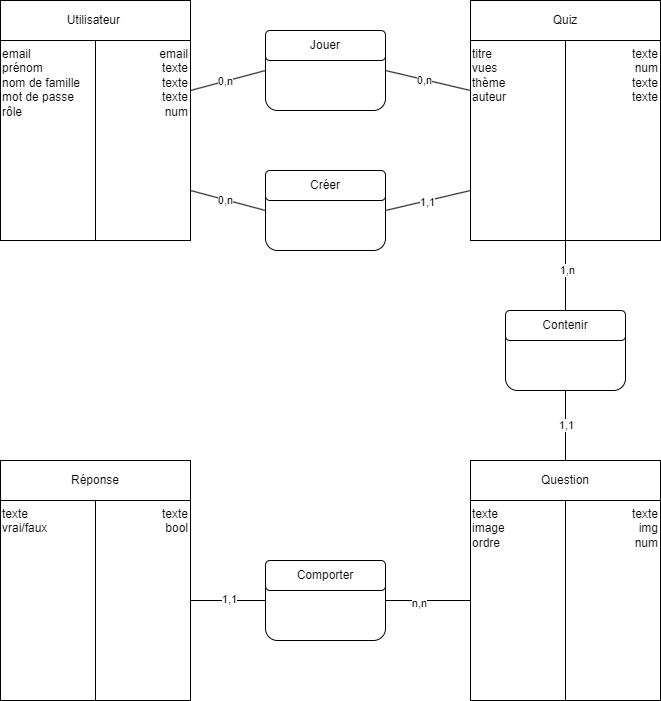 Utilisateur
email email
prénom texte
nom de famille texte
mot de passe texte
rôle num
0,n
Jouer
0,n
0,n
Créer
1,1
Quiz
titre texte
vues num
thème texte
auteur texte
1,n
Contenir
1,1
Réponse
texte texte
vrai/faux bool
1,1
Comporter
n,n
Question
texte texte
image img
ordre num